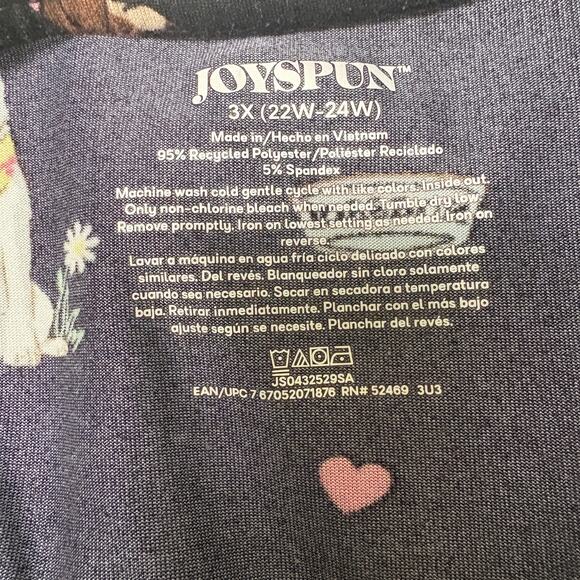 JOYSPUN™
3X (22W-24W)
Made in/Hecho en Vietnam
95% Recycled Polyester/Poliéster Reciclado
5% Spandex
Machine wash cold gentle cycle with like colors. Inside out.
Only non-chlorine bleach when needed. Tumble dry low.
Remove promptly. Iron on lowest setting as needed. Iron on
reverse.
Lavar a máquina en agua fría ciclo delicado con colores
similares. Del revés. Blanqueador sin cloro solamente
cuando sea necesario. Secar en secadora a temperatura
baja. Retirar inmediatamente. Planchar con el más bajo
ajuste según se necesite. Planchar del revés.
JS0432529SA
EAN/UPC 7 67052071876 RN# 52469 3U3